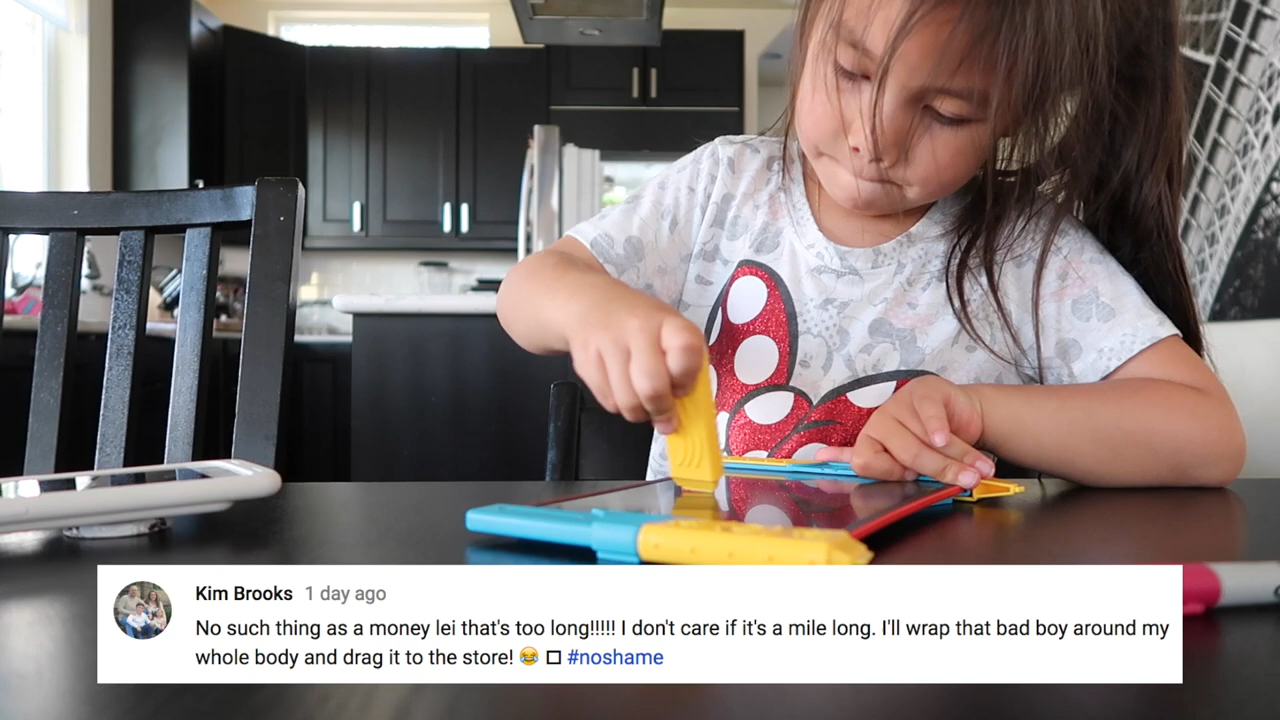 Kim Brooks 1 day ago
No such thing as a money lei that's too long!!!!! I don't care if it's a mile long. I'll wrap that bad boy around my
whole body and drag it to the store! 😂 □ #noshame